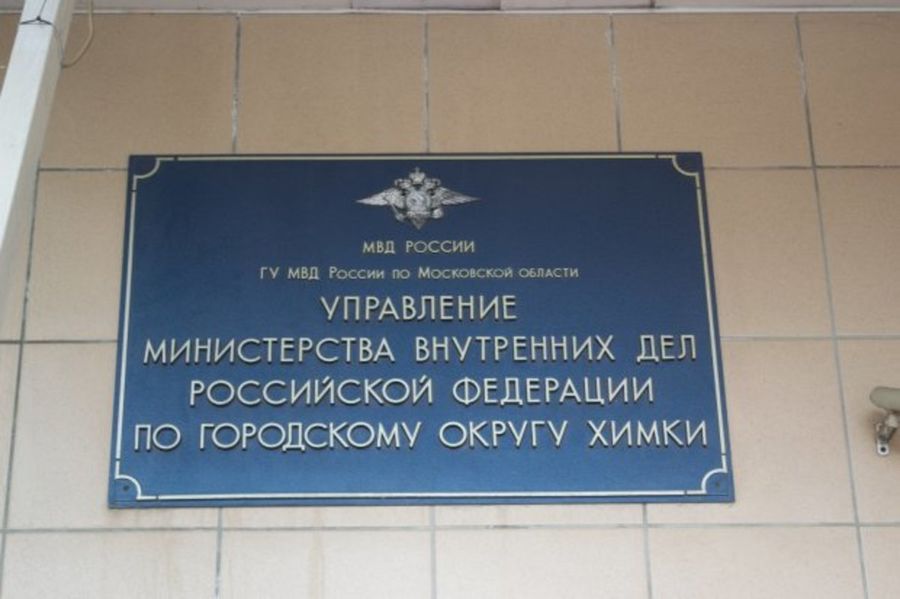 МВД РОССИИ
ГУ МВД России по Московской области
УПРАВЛЕНИЕ
МИНИСТЕРСТВА ВНУТРЕННИХ ДЕЛ
РОССИЙСКОЙ ФЕДЕРАЦИИ
ПО ГОРОДСКОМУ ОКРУГУ ХИМКИ